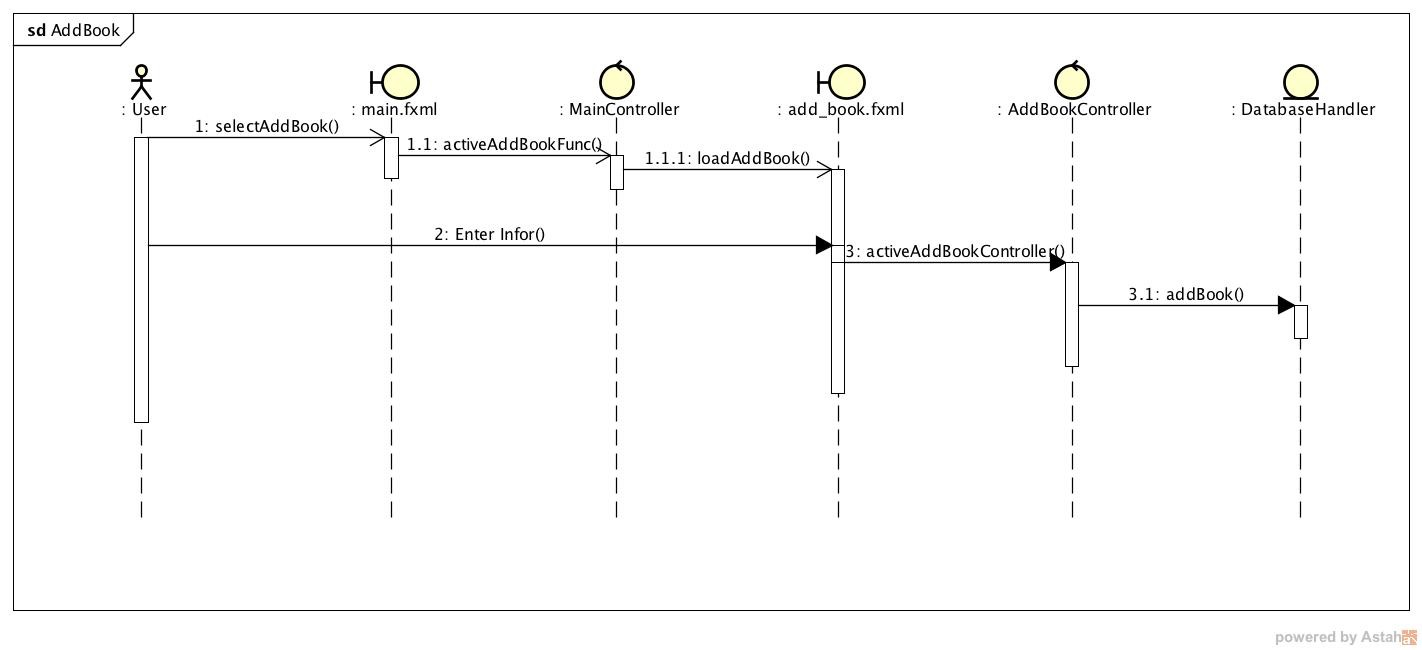 sd AddBook
: User
: main.fxml
: MainController
: add_book.fxml
: AddBookController
: DatabaseHandler
1: selectAddBook()
1.1: activeAddBookFunc()
1.1.1: loadAddBook()
2: Enter Infor()
3: activeAddBookController()
3.1: addBook()
powered by Astah